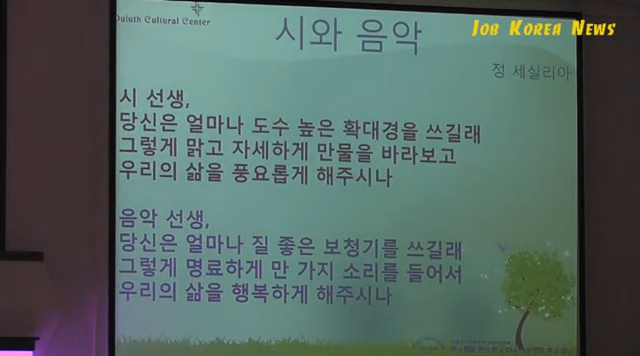 Duluth Cultural Center
JOB KOREA NEWS
시와 음악
정 세실리아
시 선생,
당신은 얼마나 도수 높은 확대경을 쓰길래
그렇게 맑고 자세하게 만물을 바라보고
우리의 삶을 풍요롭게 해주시나
음악 선생,
당신은 얼마나 질 좋은 보청기를 쓰길래
그렇게 명료하게 만 가지 소리를 들어서
우리의 삶을 행복하게 해주시나